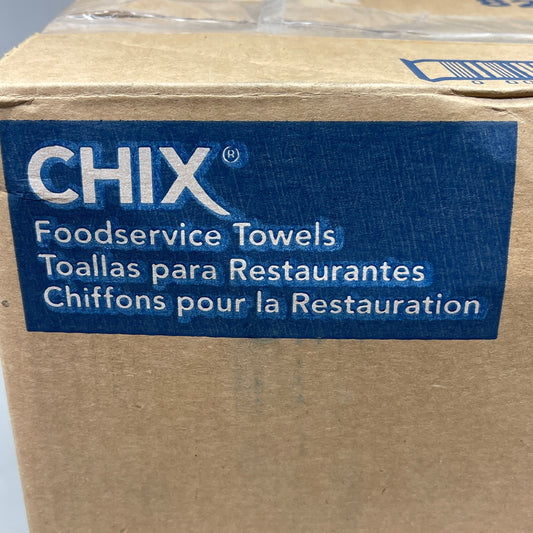 CHIX®
Foodservice Towels
Toallas para Restaurantes
Chiffons pour la Restauration